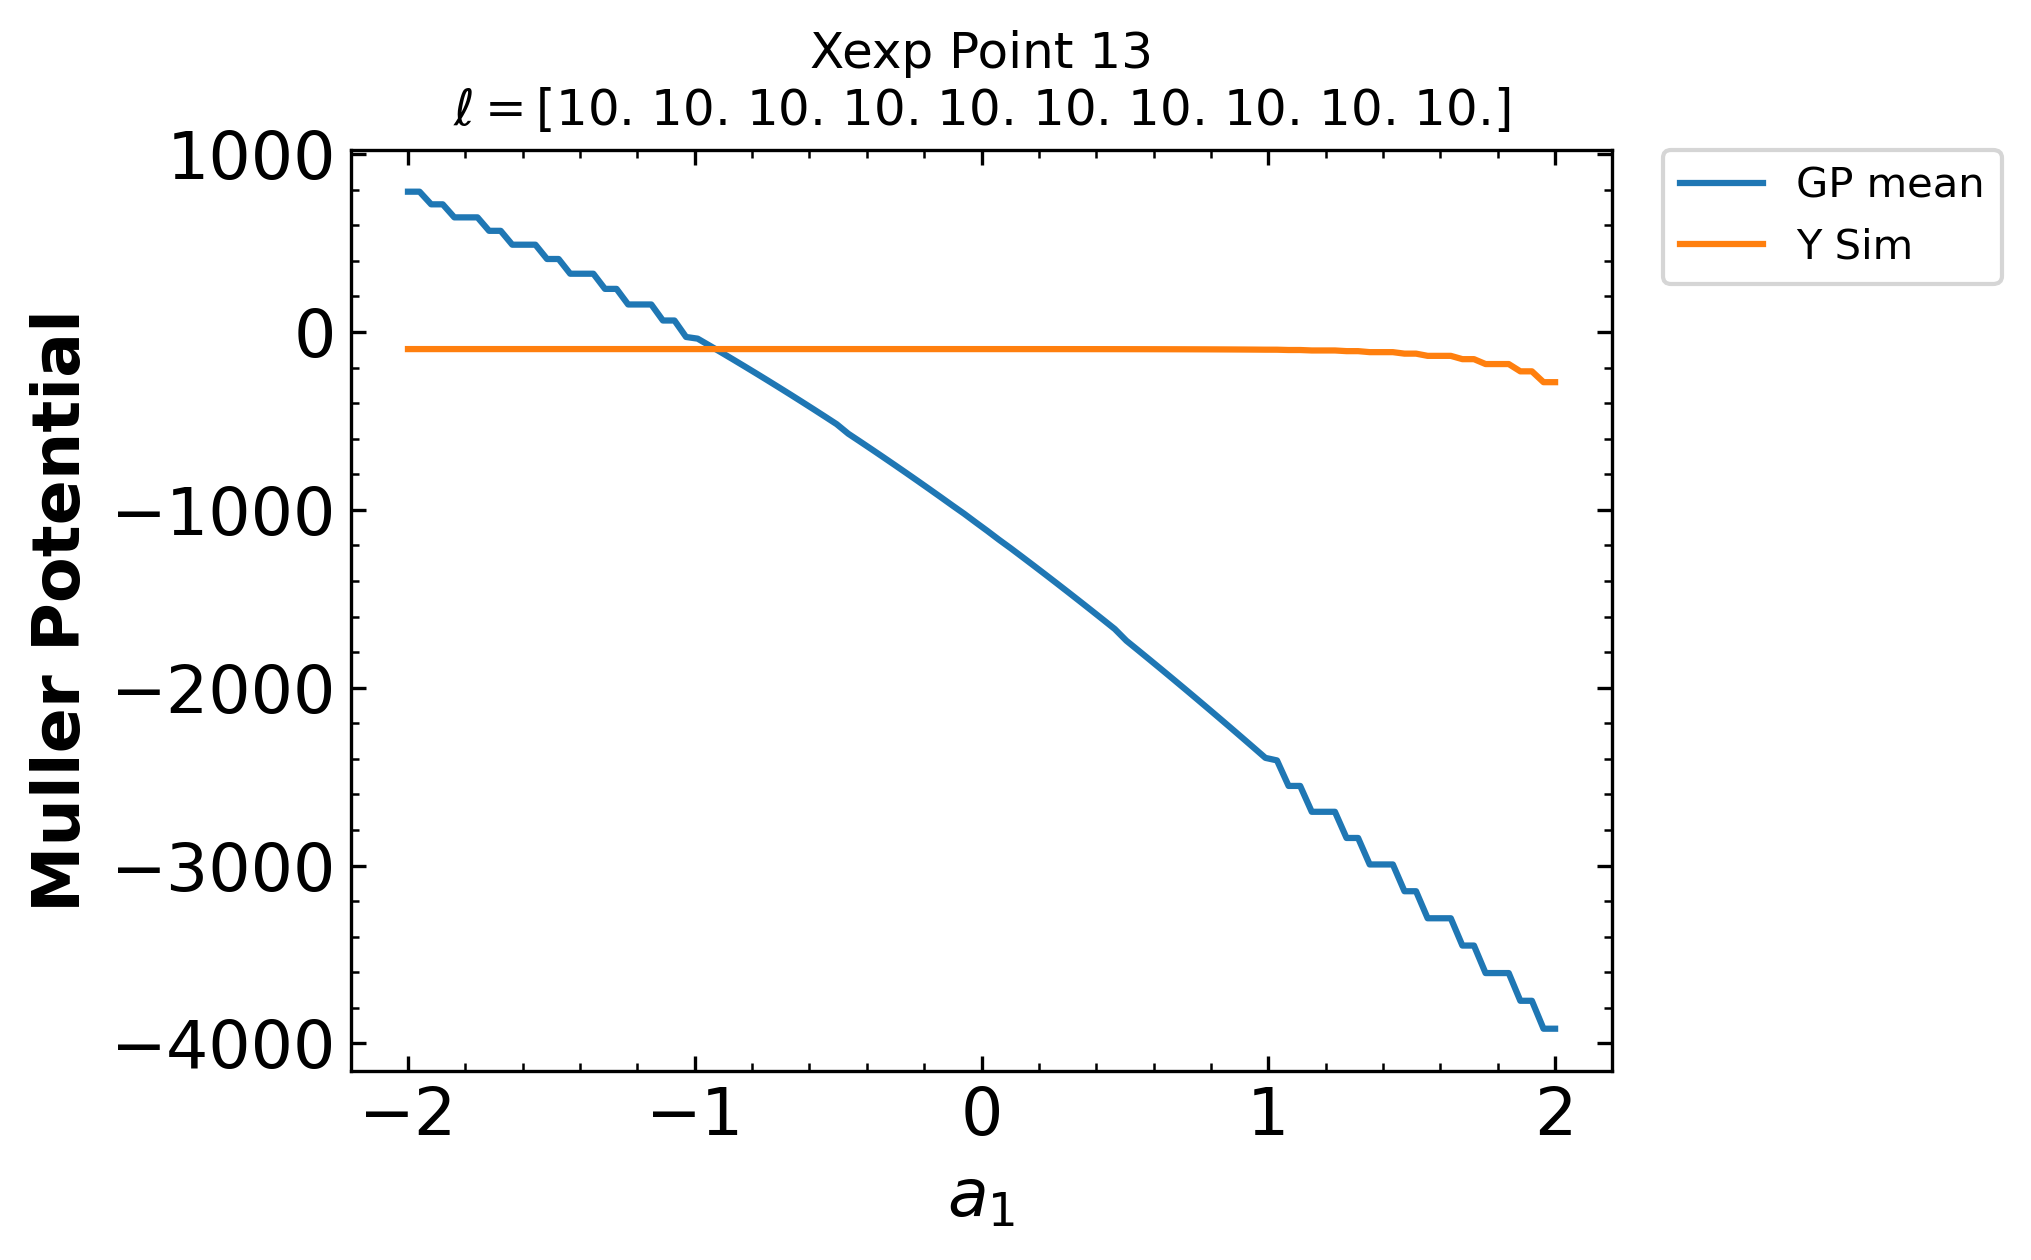 Xexp Point 13
ℓ = [10. 10. 10. 10. 10. 10. 10. 10. 10. 10.]
GP mean
Y Sim
Muller Potential
1000
0
−1000
−2000
−3000
−4000
−2 −1 0 1 2
a₁